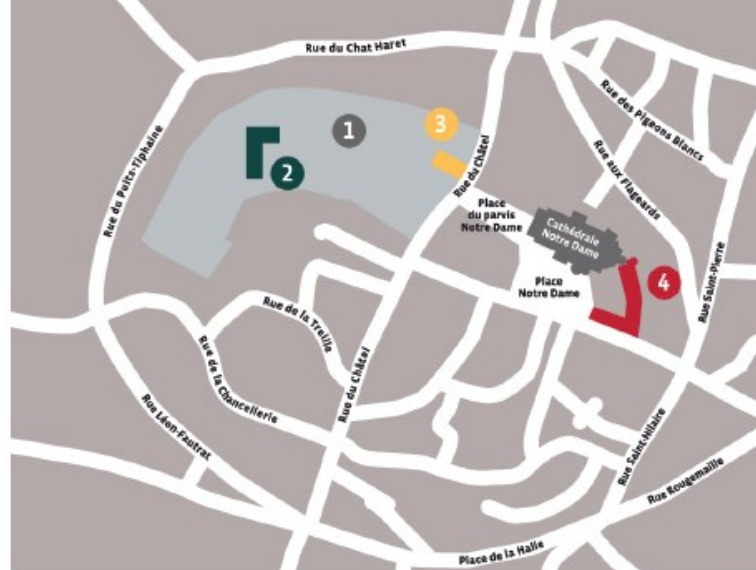 Rue du Chat Haret
1
3
2
Rue du Puits-Tiphaine
Rue du Châtel
Place
du parvis
Notre Dame
Cathédrale
Notre Dame
Rue des Pigeons Blancs
Rue aux Flageards
Rue Saint-Pierre
4
Place
Notre Dame
Rue de la Treille
Rue de la Chancellerie
Rue du Châtel
Rue Léon-Fautrat
Rue Saint-Hilaire
Rue Rougemaille
Place de la Halle